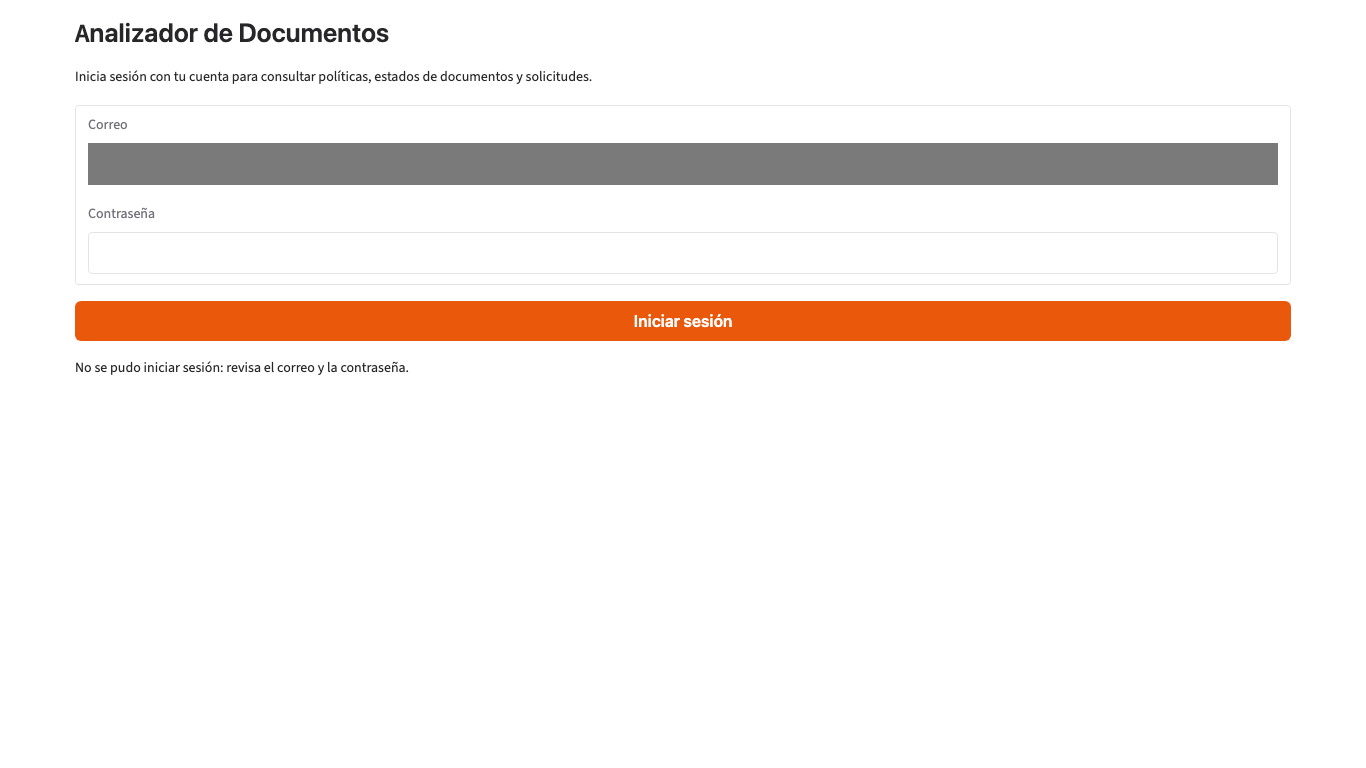 Analizador de Documentos
Inicia sesión con tu cuenta para consultar políticas, estados de documentos y solicitudes.
Correo
Contraseña
Iniciar sesión
No se pudo iniciar sesión: revisa el correo y la contraseña.